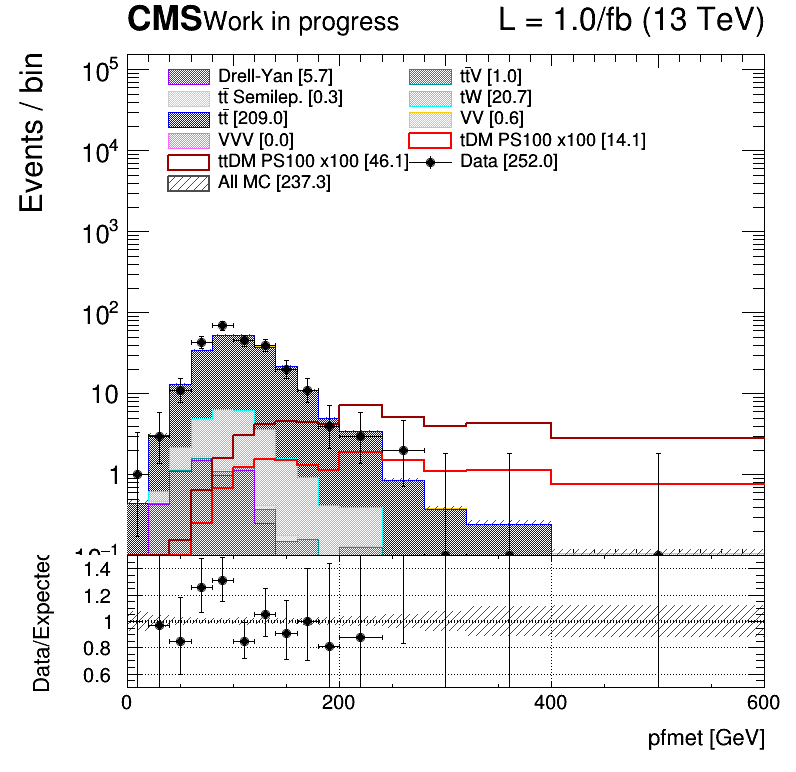 CMS Work in progress L = 1.0/fb (13 TeV)
Events / bin
Drell-Yan [5.7] tt̄V [1.0]
tt̄ Semilep. [0.3] tW [20.7]
tt̄ [209.0] VV [0.6]
VVV [0.0] tDM PS100 x100 [14.1]
ttDM PS100 x100 [46.1] Data [252.0]
All MC [237.3]
10⁵
10⁴
10³
10²
10
1
10⁻¹
Data/Expected
1.4
1.2
1
0.8
0.6
0 200 400 600
pfmet [GeV]